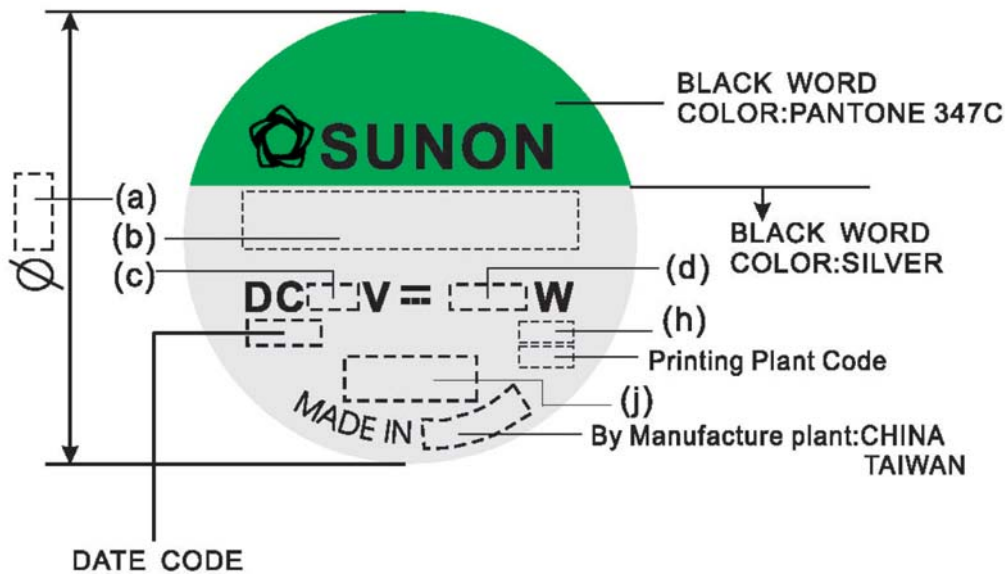 BLACK WORD
COLOR:PANTONE 347C
SUNON
(a)
(b)
BLACK WORD
COLOR:SILVER
Ø
(c)
(d)
DC V W
(h)
Printing Plant Code
(j)
MADE IN
By Manufacture plant:CHINA
TAIWAN
DATE CODE